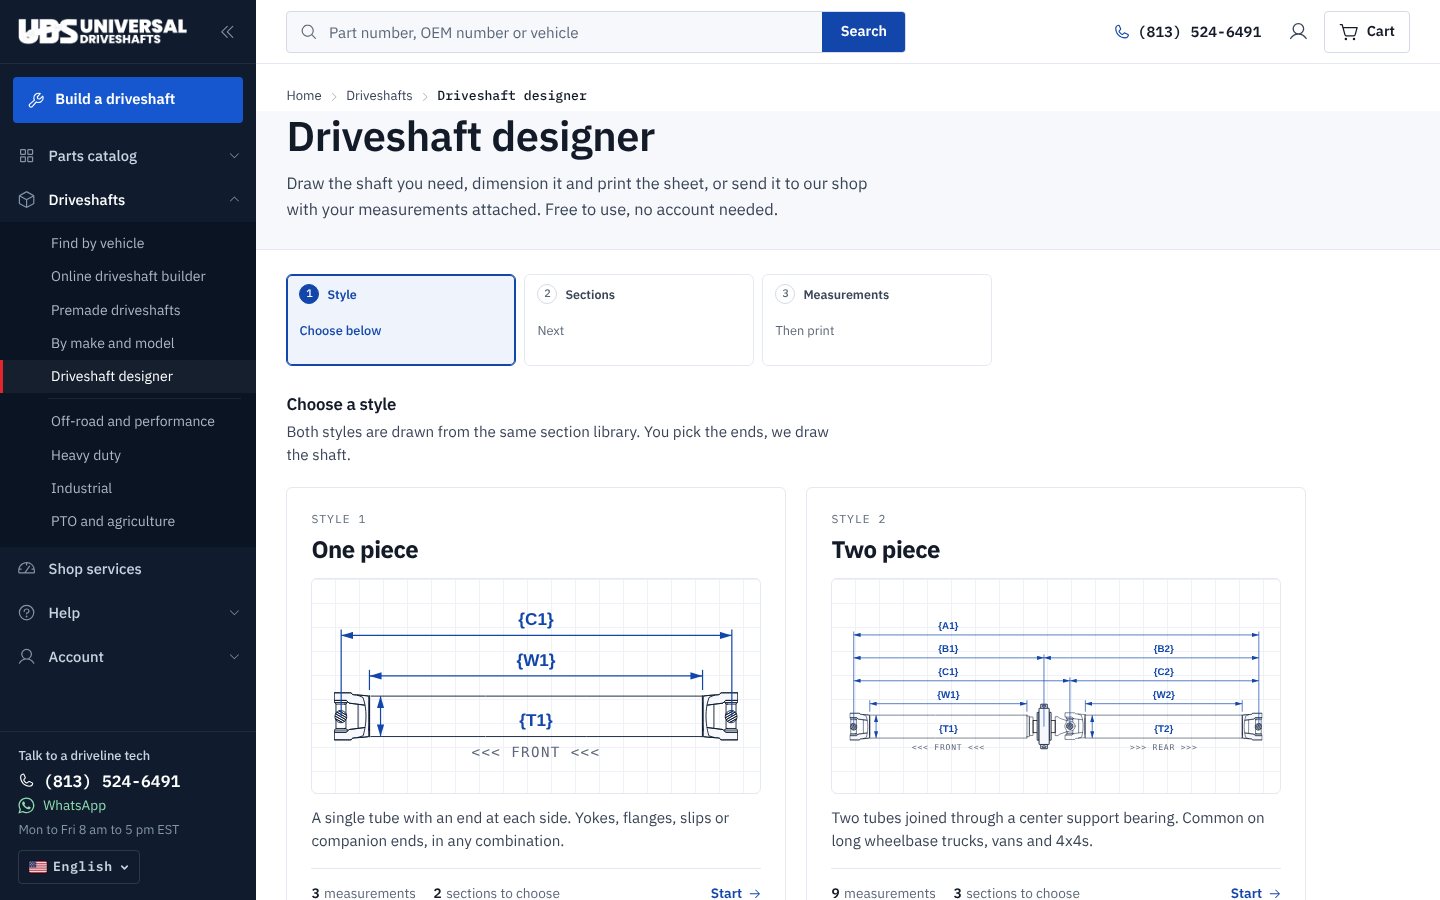 UDS UNIVERSAL
DRIVESHAFTS
Part number, OEM number or vehicle
Search
(813) 524-6491
Cart
Build a driveshaft
Parts catalog
Driveshafts
Find by vehicle
Online driveshaft builder
Premade driveshafts
By make and model
Driveshaft designer
Off-road and performance
Heavy duty
Industrial
PTO and agriculture
Shop services
Help
Account
Talk to a driveline tech
(813) 524-6491
WhatsApp
Mon to Fri 8 am to 5 pm EST
English
Home > Driveshafts > Driveshaft designer
Driveshaft designer
Draw the shaft you need, dimension it and print the sheet, or send it to our shop
with your measurements attached. Free to use, no account needed.
1 Style
Choose below
2 Sections
Next
3 Measurements
Then print
Choose a style
Both styles are drawn from the same section library. You pick the ends, we draw
the shaft.
STYLE 1
One piece
{C1}
{W1}
{T1}
<<< FRONT <<<
A single tube with an end at each side. Yokes, flanges, slips or
companion ends, in any combination.
3 measurements 2 sections to choose Start →
STYLE 2
Two piece
{A1}
{B1} {B2}
{C1} {C2}
{W1} {W2}
{T1} {T2}
<<< FRONT <<< >>> REAR >>>
Two tubes joined through a center support bearing. Common on
long wheelbase trucks, vans and 4x4s.
9 measurements 3 sections to choose Start →